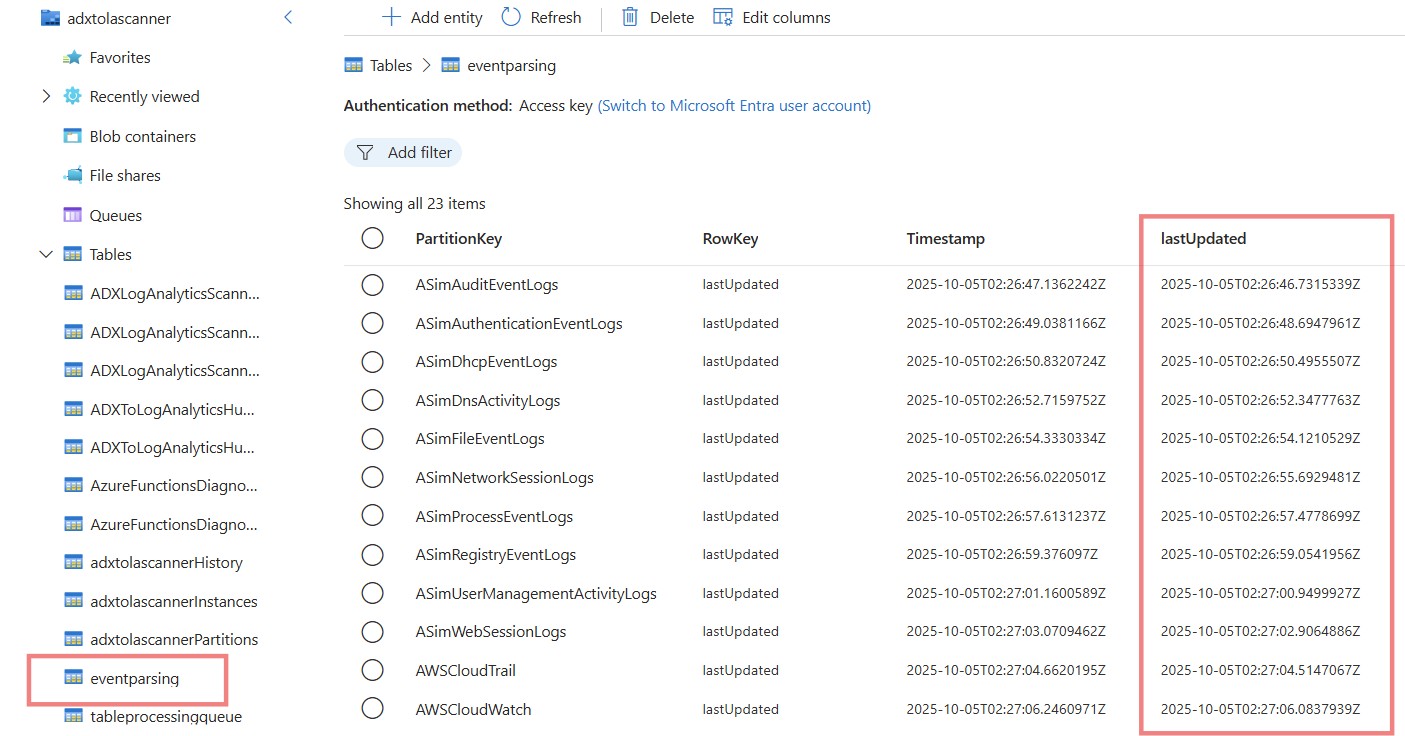 adxtolascanner
Favorites
Recently viewed
Blob containers
File shares
Queues
Tables
ADXLogAnalyticsScann...
ADXLogAnalyticsScann...
ADXLogAnalyticsScann...
ADXToLogAnalyticsHu...
ADXToLogAnalyticsHu...
AzureFunctionsDiagno...
AzureFunctionsDiagno...
adxtolascannerHistory
adxtolascannerInstances
adxtolascannerPartitions
eventparsing
tableprocessingqueue
Add entity Refresh Delete Edit columns
Tables > eventparsing
Authentication method: Access key (Switch to Microsoft Entra user account)
Add filter
Showing all 23 items
PartitionKey RowKey Timestamp lastUpdated
ASimAuditEventLogs lastUpdated 2025-10-05T02:26:47.1362242Z 2025-10-05T02:26:46.7315339Z
ASimAuthenticationEventLogs lastUpdated 2025-10-05T02:26:49.0381166Z 2025-10-05T02:26:48.6947961Z
ASimDhcpEventLogs lastUpdated 2025-10-05T02:26:50.8320724Z 2025-10-05T02:26:50.4955507Z
ASimDnsActivityLogs lastUpdated 2025-10-05T02:26:52.7159752Z 2025-10-05T02:26:52.3477763Z
ASimFileEventLogs lastUpdated 2025-10-05T02:26:54.3330334Z 2025-10-05T02:26:54.1210529Z
ASimNetworkSessionLogs lastUpdated 2025-10-05T02:26:56.0220501Z 2025-10-05T02:26:55.6929481Z
ASimProcessEventLogs lastUpdated 2025-10-05T02:26:57.6131237Z 2025-10-05T02:26:57.4778699Z
ASimRegistryEventLogs lastUpdated 2025-10-05T02:26:59.376097Z 2025-10-05T02:26:59.0541956Z
ASimUserManagementActivityLogs lastUpdated 2025-10-05T02:27:01.1600589Z 2025-10-05T02:27:00.9499927Z
ASimWebSessionLogs lastUpdated 2025-10-05T02:27:03.0709462Z 2025-10-05T02:27:02.9064886Z
AWSCloudTrail lastUpdated 2025-10-05T02:27:04.6620195Z 2025-10-05T02:27:04.5147067Z
AWSCloudWatch lastUpdated 2025-10-05T02:27:06.2460971Z 2025-10-05T02:27:06.0837939Z